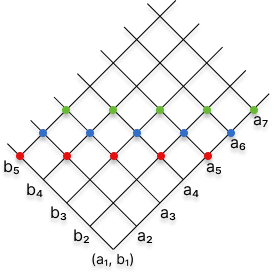 a₇
a₆
b₅ a₅
b₄ a₄
b₃ a₃
b₂ a₂
(a₁, b₁)